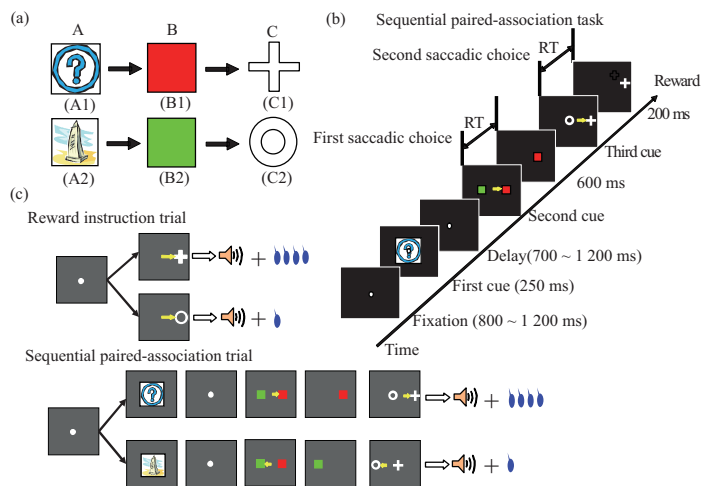 (a)
A B C
(A1) (B1) (C1)
(A2) (B2) (C2)
(b)
Sequential paired-association task
Second saccadic choice
RT
First saccadic choice
RT
Reward
200 ms
Third cue
600 ms
Second cue
Delay(700 ~ 1 200 ms)
First cue (250 ms)
Fixation (800 ~ 1 200 ms)
Time
(c)
Reward instruction trial
+
+
Sequential paired-association trial
+
+